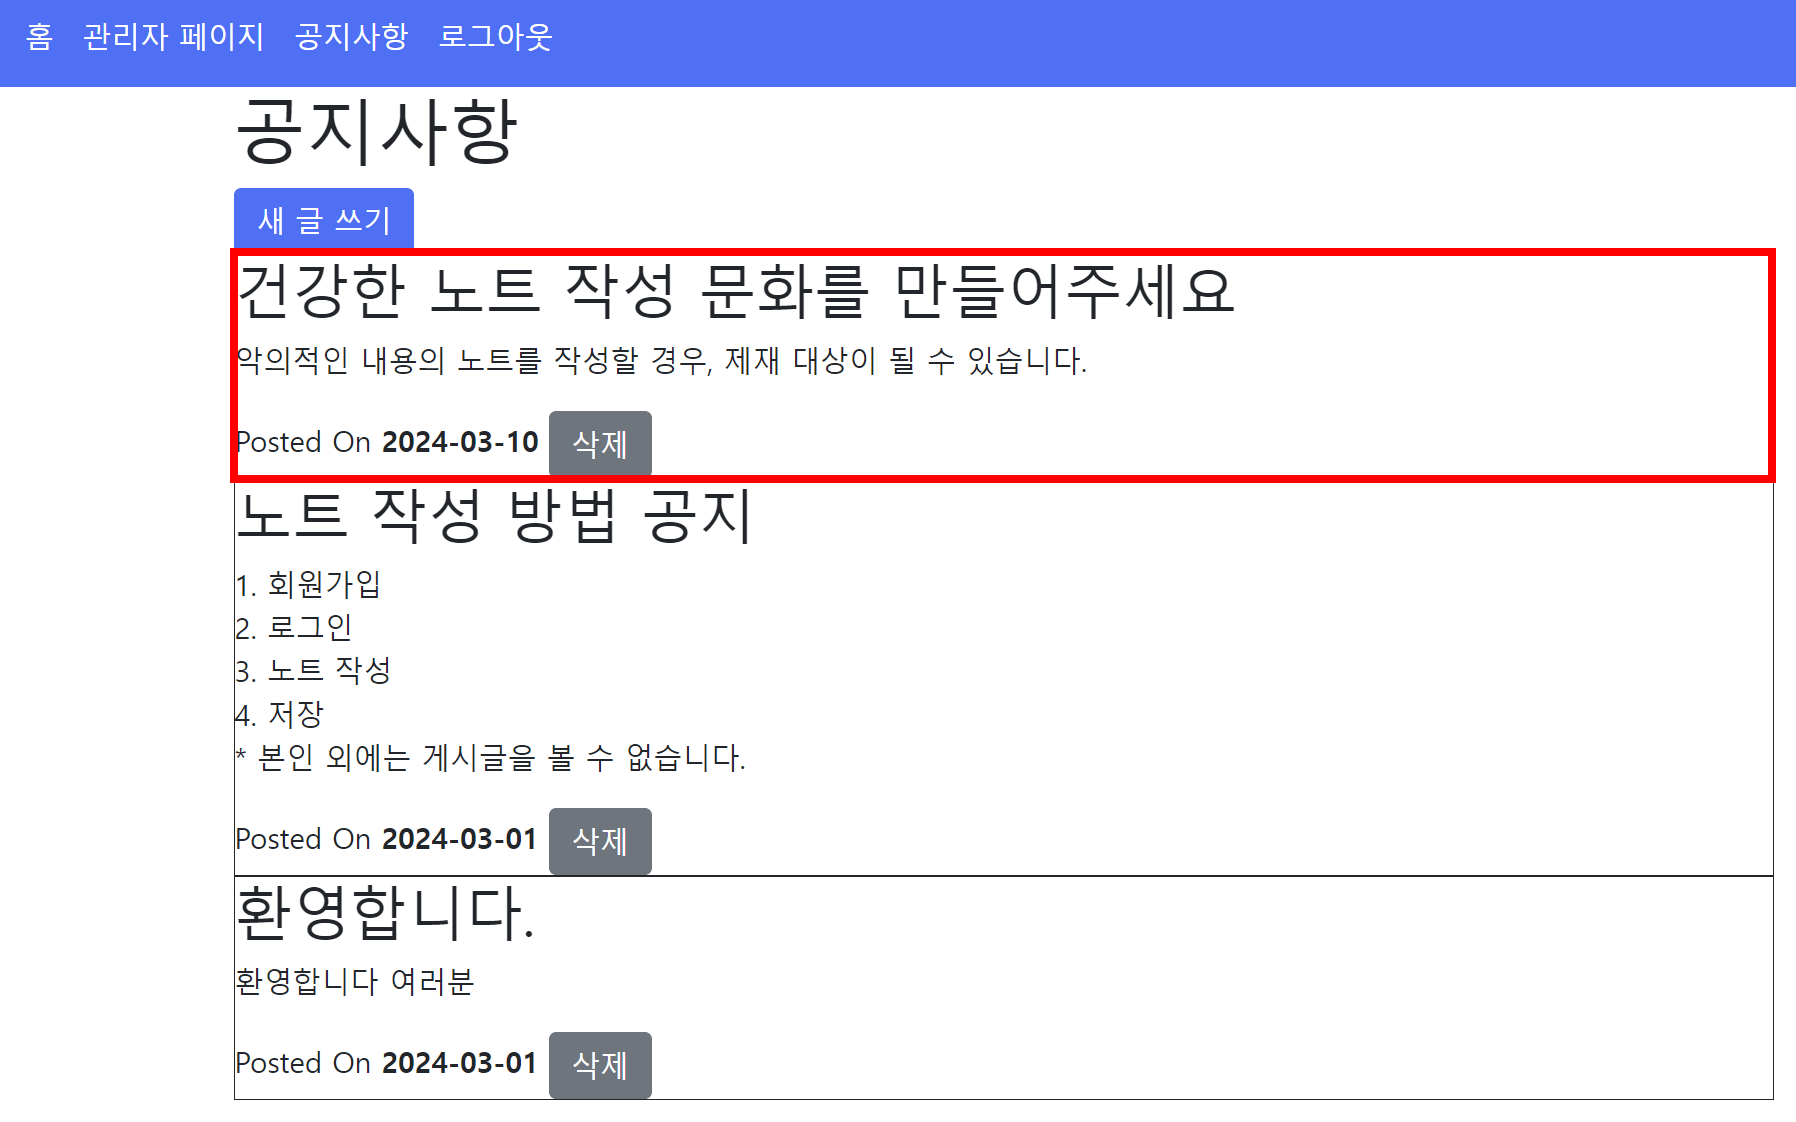 홈 관리자 페이지 공지사항 로그아웃
공지사항
새 글 쓰기
건강한 노트 작성 문화를 만들어주세요
악의적인 내용의 노트를 작성할 경우, 제재 대상이 될 수 있습니다.
Posted On 2024-03-10 삭제
노트 작성 방법 공지
1. 회원가입
2. 로그인
3. 노트 작성
4. 저장
* 본인 외에는 게시글을 볼 수 없습니다.
Posted On 2024-03-01 삭제
환영합니다.
환영합니다 여러분
Posted On 2024-03-01 삭제